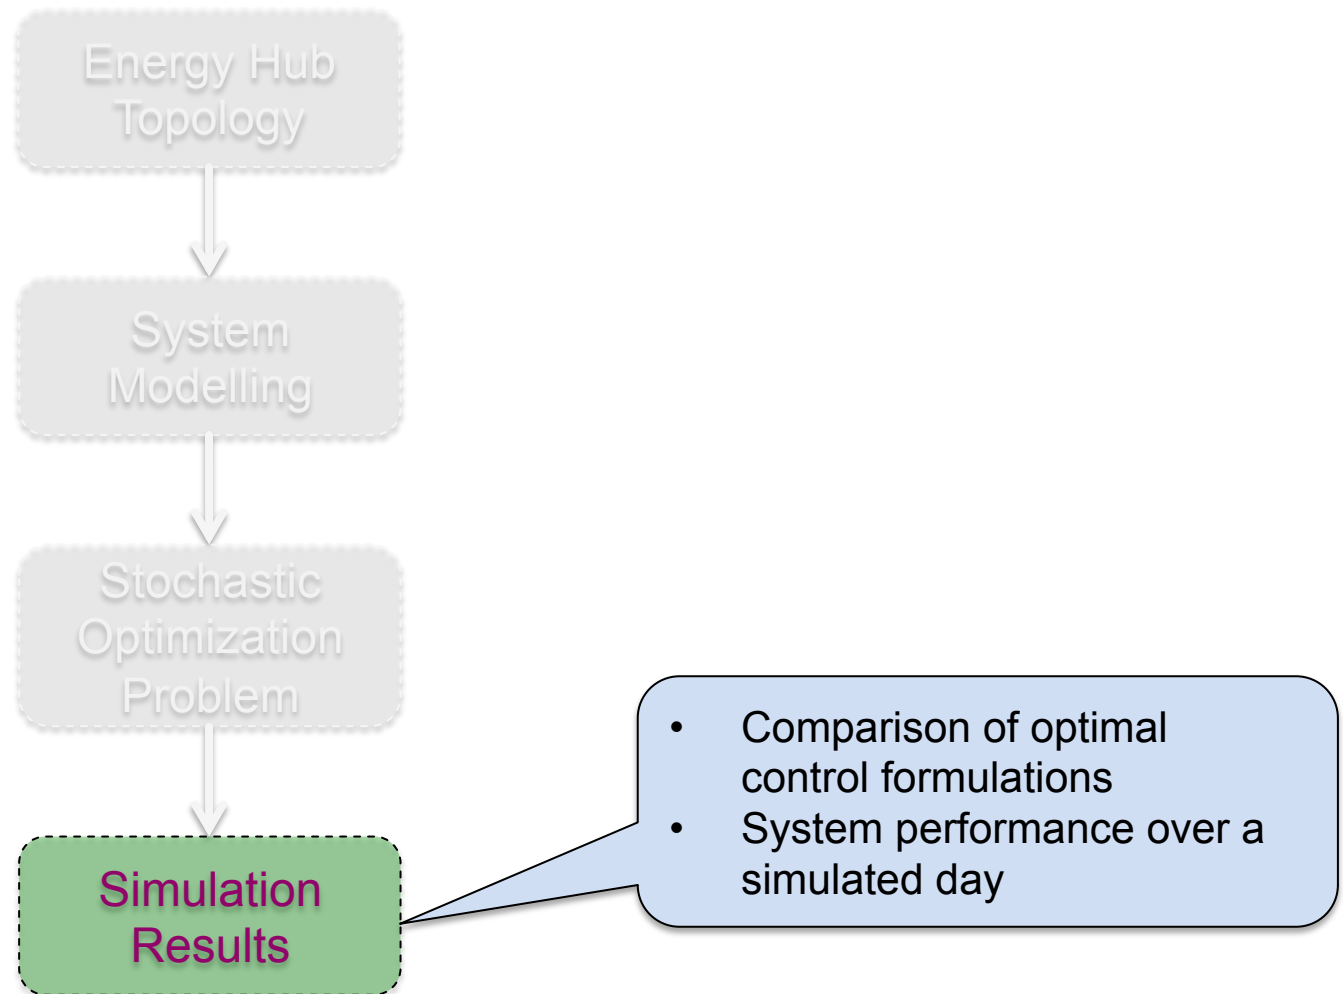 Energy Hub
Topology
System
Modelling
Stochastic
Optimization
Problem
Simulation
Results
• Comparison of optimal
control formulations
• System performance over a
simulated day